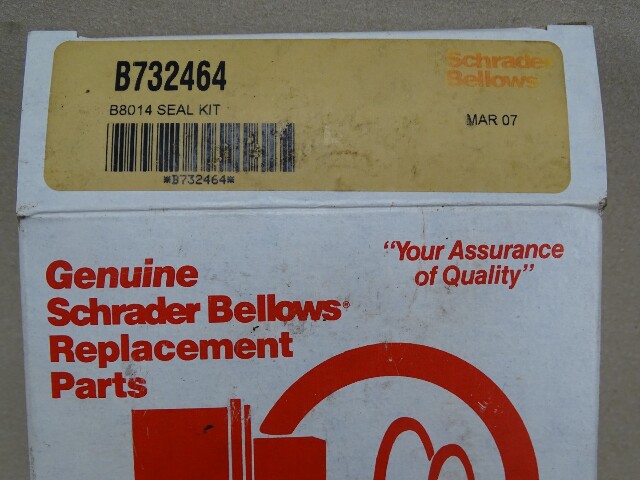 B732464
Schrader
Bellows
B8014 SEAL KIT
MAR 07
*B732464*
Genuine
Schrader Bellows®
Replacement
Parts
"Your Assurance
of Quality"